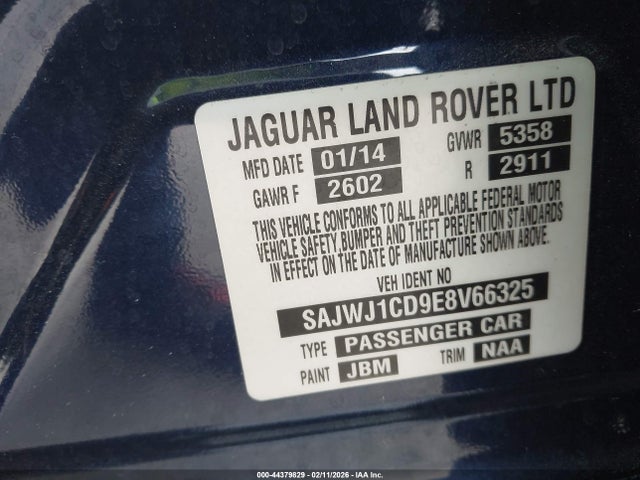 JAGUAR LAND ROVER LTD
MFD DATE 01/14 GVWR 5358
GAWR F 2602 R 2911
THIS VEHICLE CONFORMS TO ALL APPLICABLE FEDERAL MOTOR
VEHICLE SAFETY,BUMPER AND THEFT PREVENTION STANDARDS
IN EFFECT ON THE DATE OF MANUFACTURE SHOWN ABOVE.
VEH IDENT NO
SAJWJ1CD9E8V66325
TYPE PASSENGER CAR
PAINT JBM TRIM NAA
000-44379829 - 02/11/2026 - IAA Inc.